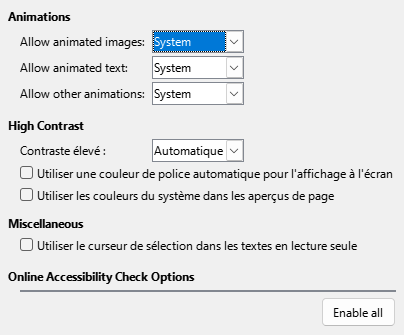 Animations
Allow animated images: System
Allow animated text: System
Allow other animations: System
High Contrast
Contraste élevé : Automatique
Utiliser une couleur de police automatique pour l'affichage à l'écran
Utiliser les couleurs du système dans les aperçus de page
Miscellaneous
Utiliser le curseur de sélection dans les textes en lecture seule
Online Accessibility Check Options
Enable all